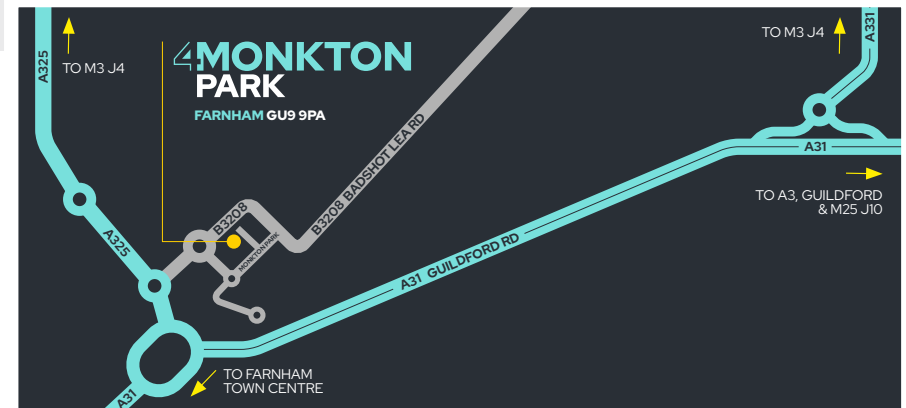 A325
TO M3 J4
4MONKTON
PARK
FARNHAM GU9 9PA
TO M3 J4
A331
A31
TO A3, GUILDFORD
& M25 J10
B3208 BADSHOT LEA RD
B3208
MONKTON PARK
A325
A31 GUILDFORD RD
TO FARNHAM
TOWN CENTRE
A31